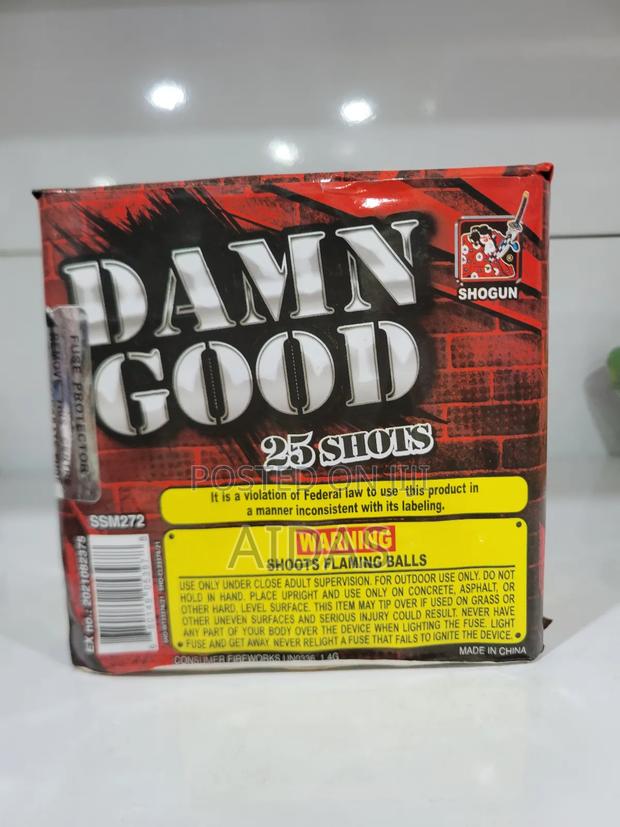 DAMN
GOOD
25 SHOTS
SHOGUN
FUSE PROTECTOR
POSTED ON
It is a violation of Federal law to use this product in
a manner inconsistent with its labeling.
AIDAS
SSM272
EX no.: 2021082375
WARNING
SHOOTS FLAMING BALLS
USE ONLY UNDER CLOSE ADULT SUPERVISION. FOR OUTDOOR USE ONLY. DO NOT
HOLD IN HAND. PLACE UPRIGHT AND USE ONLY ON CONCRETE, ASPHALT, OR
OTHER HARD, LEVEL SURFACE. THIS ITEM MAY TIP OVER IF USED ON GRASS OR
OTHER UNEVEN SURFACES AND SERIOUS INJURY COULD RESULT. NEVER HAVE
ANY PART OF YOUR BODY OVER THE DEVICE WHEN LIGHTING THE FUSE. LIGHT
FUSE AND GET AWAY. NEVER RELIGHT A FUSE THAT FAILS TO IGNITE THE DEVICE.
CONSUMER FIREWORKS UN0336, 1.4G
MADE IN CHINA